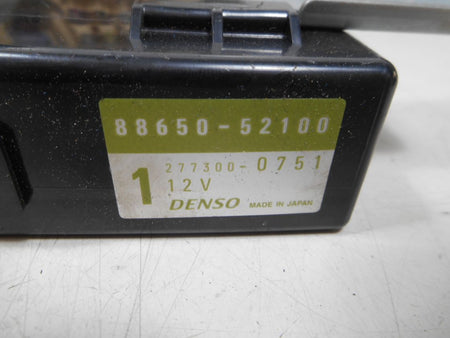 88650-52100
277300-0751
1 12V
DENSO MADE IN JAPAN